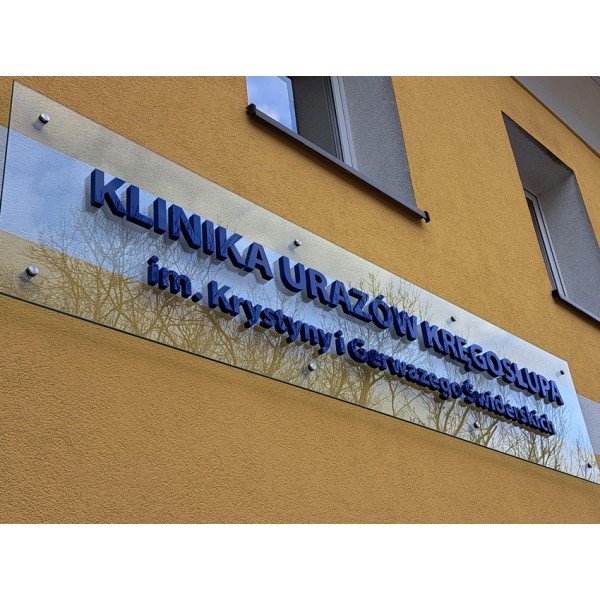 KLINIKA URAZÓW KRĘGOSŁUPA
im. Krystyny i Gerwazego Świderskich